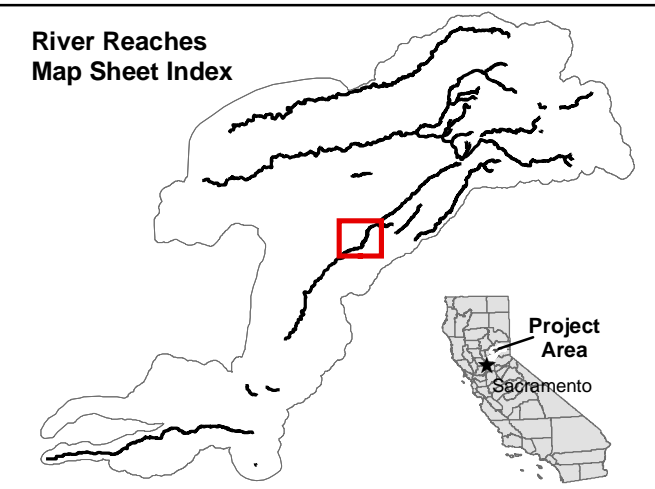 River Reaches
Map Sheet Index
Project
Area
Sacramento